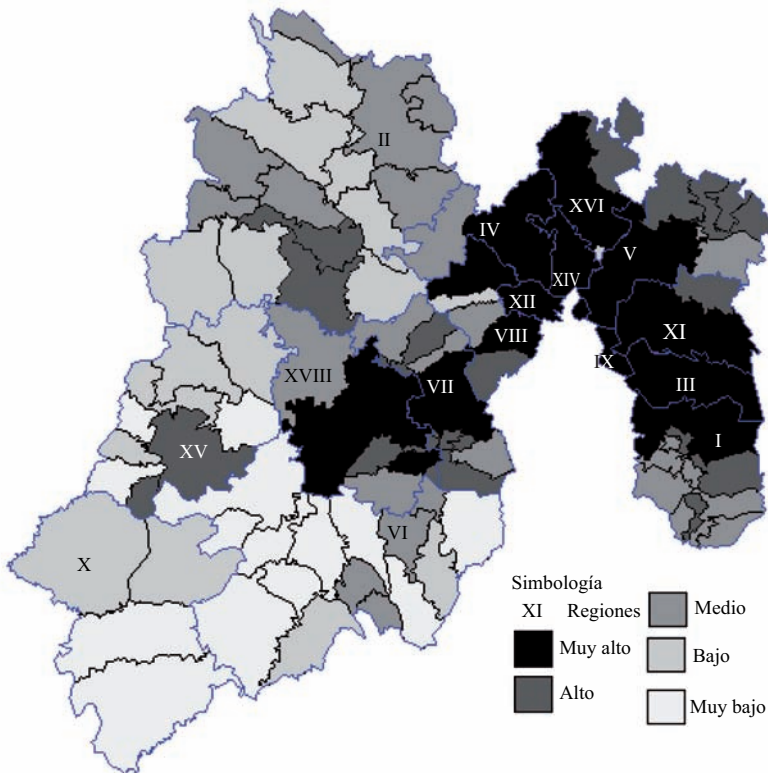 II
XVI
IV
V
XIV
XII
XI
VIII
IX
XVIII
VII
III
I
XV
VI
X
Simbología
XI Regiones
Muy alto
Alto
Medio
Bajo
Muy bajo